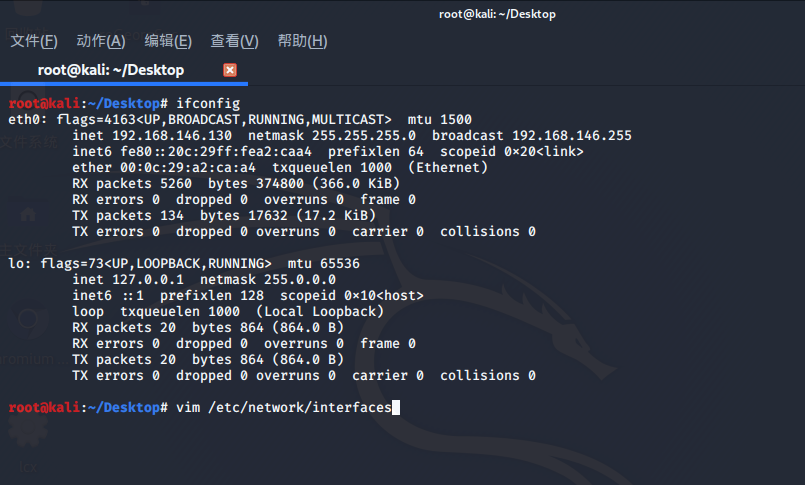 root@kali: ~/Desktop
文件(F) 动作(A) 编辑(E) 查看(V) 帮助(H)
root@kali: ~/Desktop
root@kali:~/Desktop# ifconfig
eth0: flags=4163<UP,BROADCAST,RUNNING,MULTICAST>  mtu 1500
        inet 192.168.146.130  netmask 255.255.255.0  broadcast 192.168.146.255
        inet6 fe80::20c:29ff:fea2:caa4  prefixlen 64  scopeid 0x20<link>
        ether 00:0c:29:a2:ca:a4  txqueuelen 1000  (Ethernet)
        RX packets 5260  bytes 374800 (366.0 KiB)
        RX errors 0  dropped 0  overruns 0  frame 0
        TX packets 134  bytes 17632 (17.2 KiB)
        TX errors 0  dropped 0 overruns 0  carrier 0  collisions 0
lo: flags=73<UP,LOOPBACK,RUNNING>  mtu 65536
        inet 127.0.0.1  netmask 255.0.0.0
        inet6 ::1  prefixlen 128  scopeid 0x10<host>
        loop  txqueuelen 1000  (Local Loopback)
        RX packets 20  bytes 864 (864.0 B)
        RX errors 0  dropped 0  overruns 0  frame 0
        TX packets 20  bytes 864 (864.0 B)
        TX errors 0  dropped 0 overruns 0  carrier 0  collisions 0
root@kali:~/Desktop# vim /etc/network/interfaces